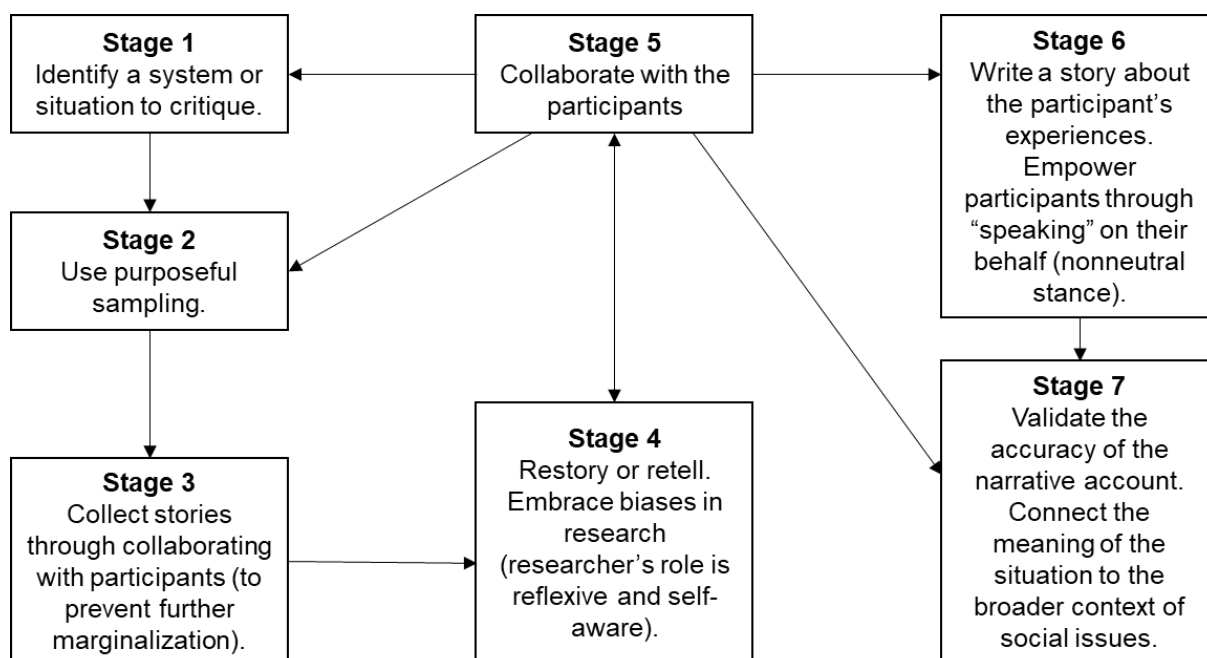 Stage 1
Identify a system or
situation to critique.
Stage 2
Use purposeful
sampling.
Stage 3
Collect stories
through collaborating
with participants (to
prevent further
marginalization).
Stage 4
Restory or retell.
Embrace biases in
research
(researcher’s role is
reflexive and self-
aware).
Stage 5
Collaborate with the
participants
Stage 6
Write a story about
the participant’s
experiences.
Empower
participants through
“speaking” on their
behalf (nonneutral
stance).
Stage 7
Validate the
accuracy of the
narrative account.
Connect the
meaning of the
situation to the
broader context of
social issues.